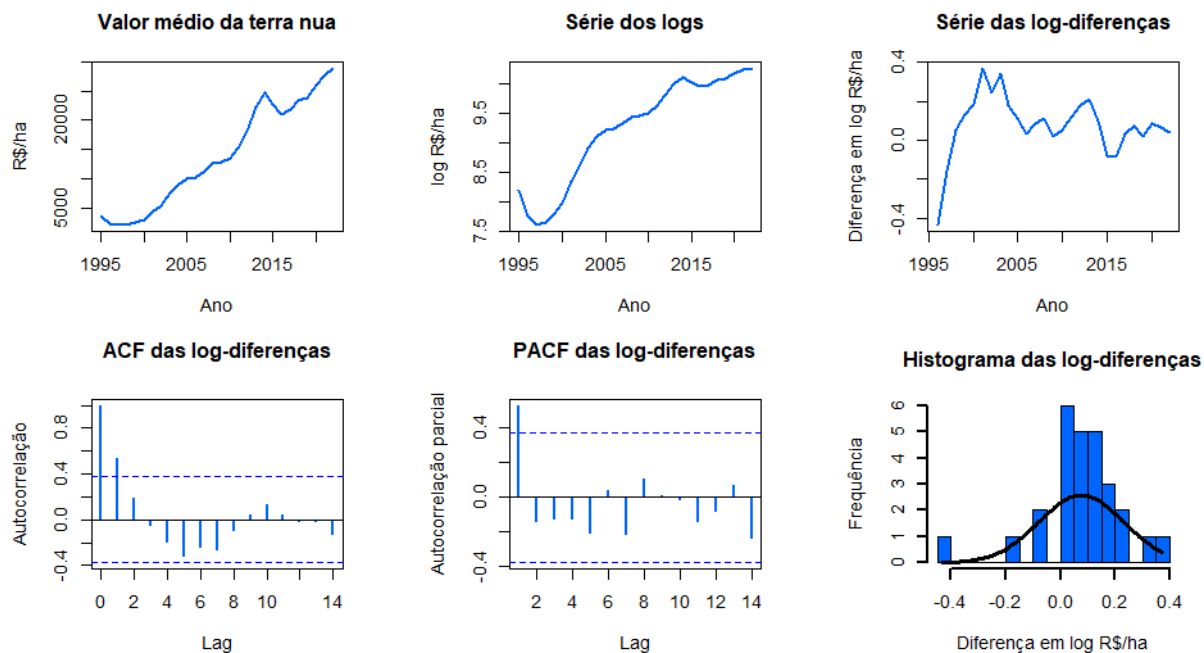 Valor médio da terra nua
R$/ha
20000
5000
1995
2005
2015
Ano
Série dos logs
log R$/ha
9.5
8.5
7.5
1995
2005
2015
Ano
Série das log-diferenças
Diferença em log R$/ha
0.4
0.0
-0.4
1995
2005
2015
Ano
ACF das log-diferenças
Autocorrelação
0.8
0.4
0.0
-0.4
0 2 4 6 8 10 14
Lag
PACF das log-diferenças
Autocorrelação parcial
0.4
0.0
-0.4
2 4 6 8 10 12 14
Lag
Histograma das log-diferenças
Frequência
6
5
4
3
2
1
0
-0.4 -0.2 0.0 0.2 0.4
Diferença em log R$/ha